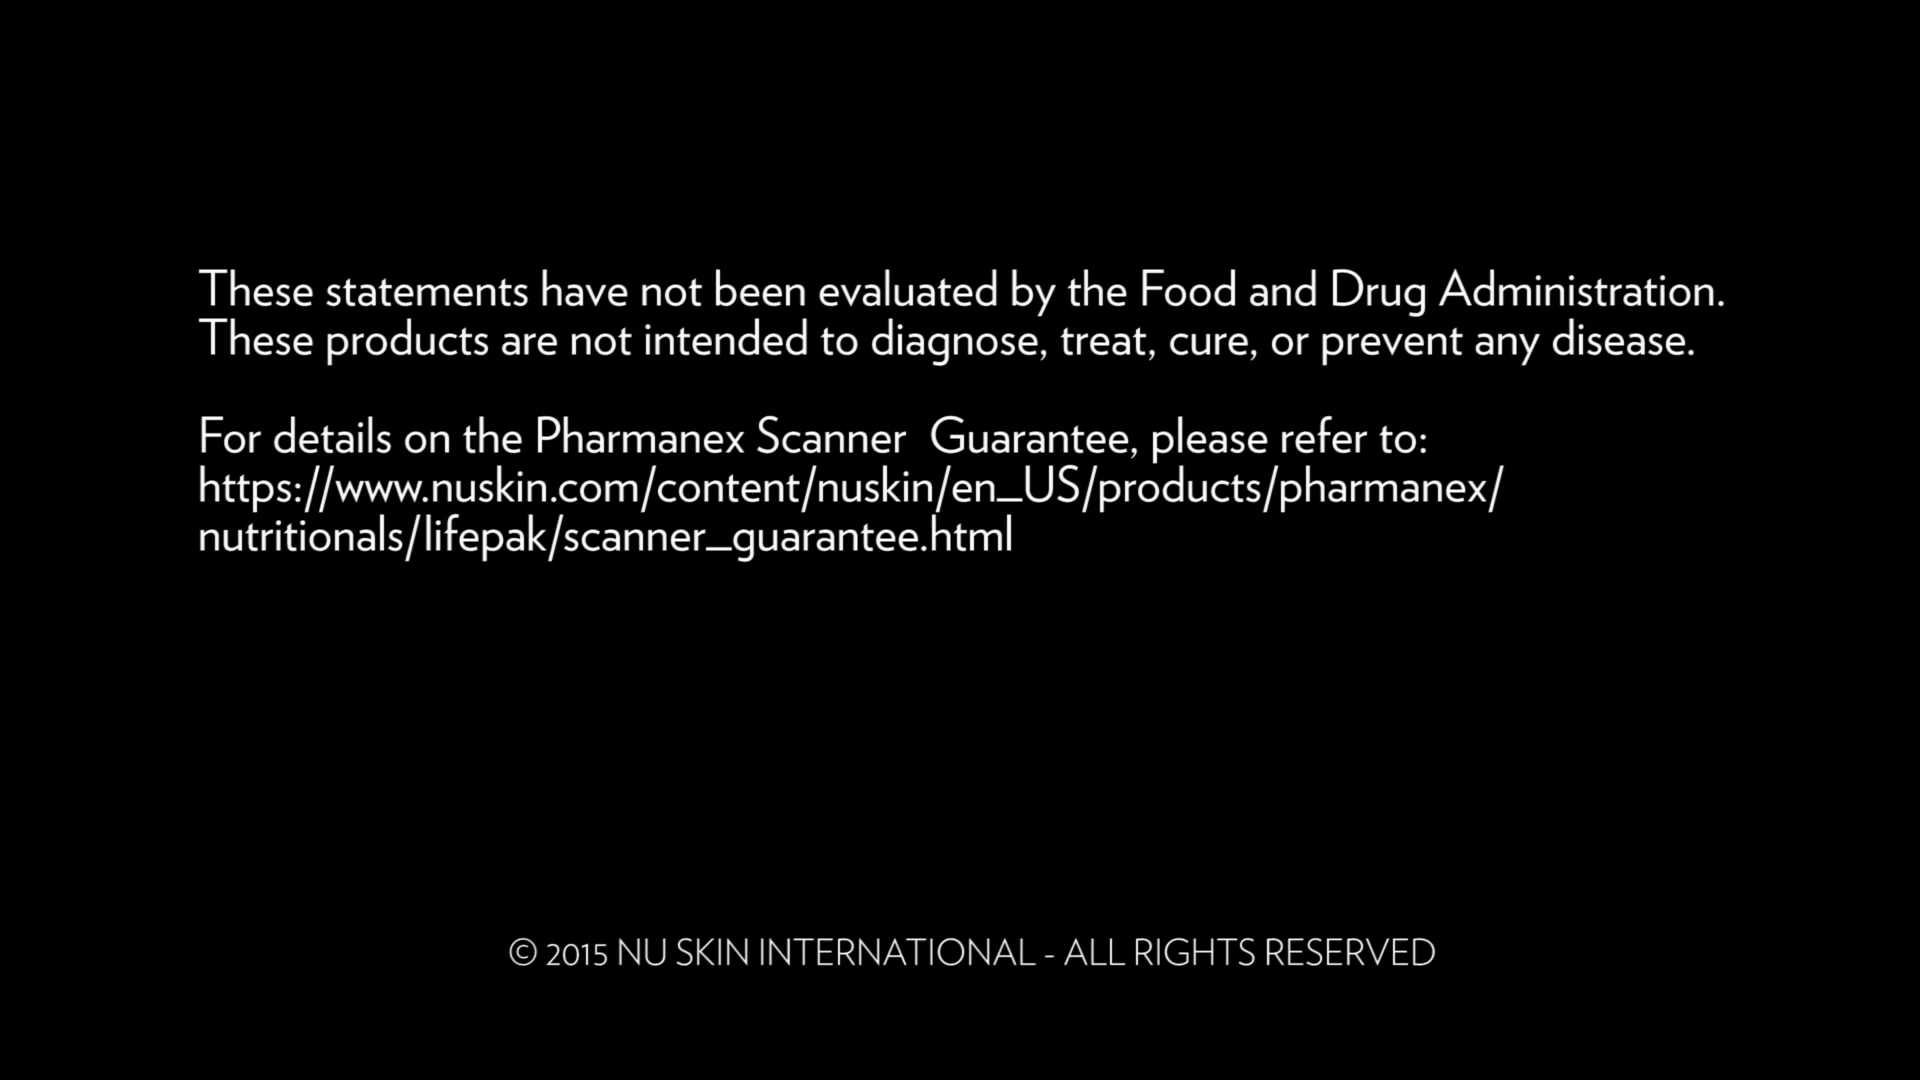 These statements have not been evaluated by the Food and Drug Administration.
These products are not intended to diagnose, treat, cure, or prevent any disease.
For details on the Pharmanex Scanner  Guarantee, please refer to:
https://www.nuskin.com/content/nuskin/en_US/products/pharmanex/
nutritionals/lifepak/scanner_guarantee.html
© 2015 NU SKIN INTERNATIONAL - ALL RIGHTS RESERVED